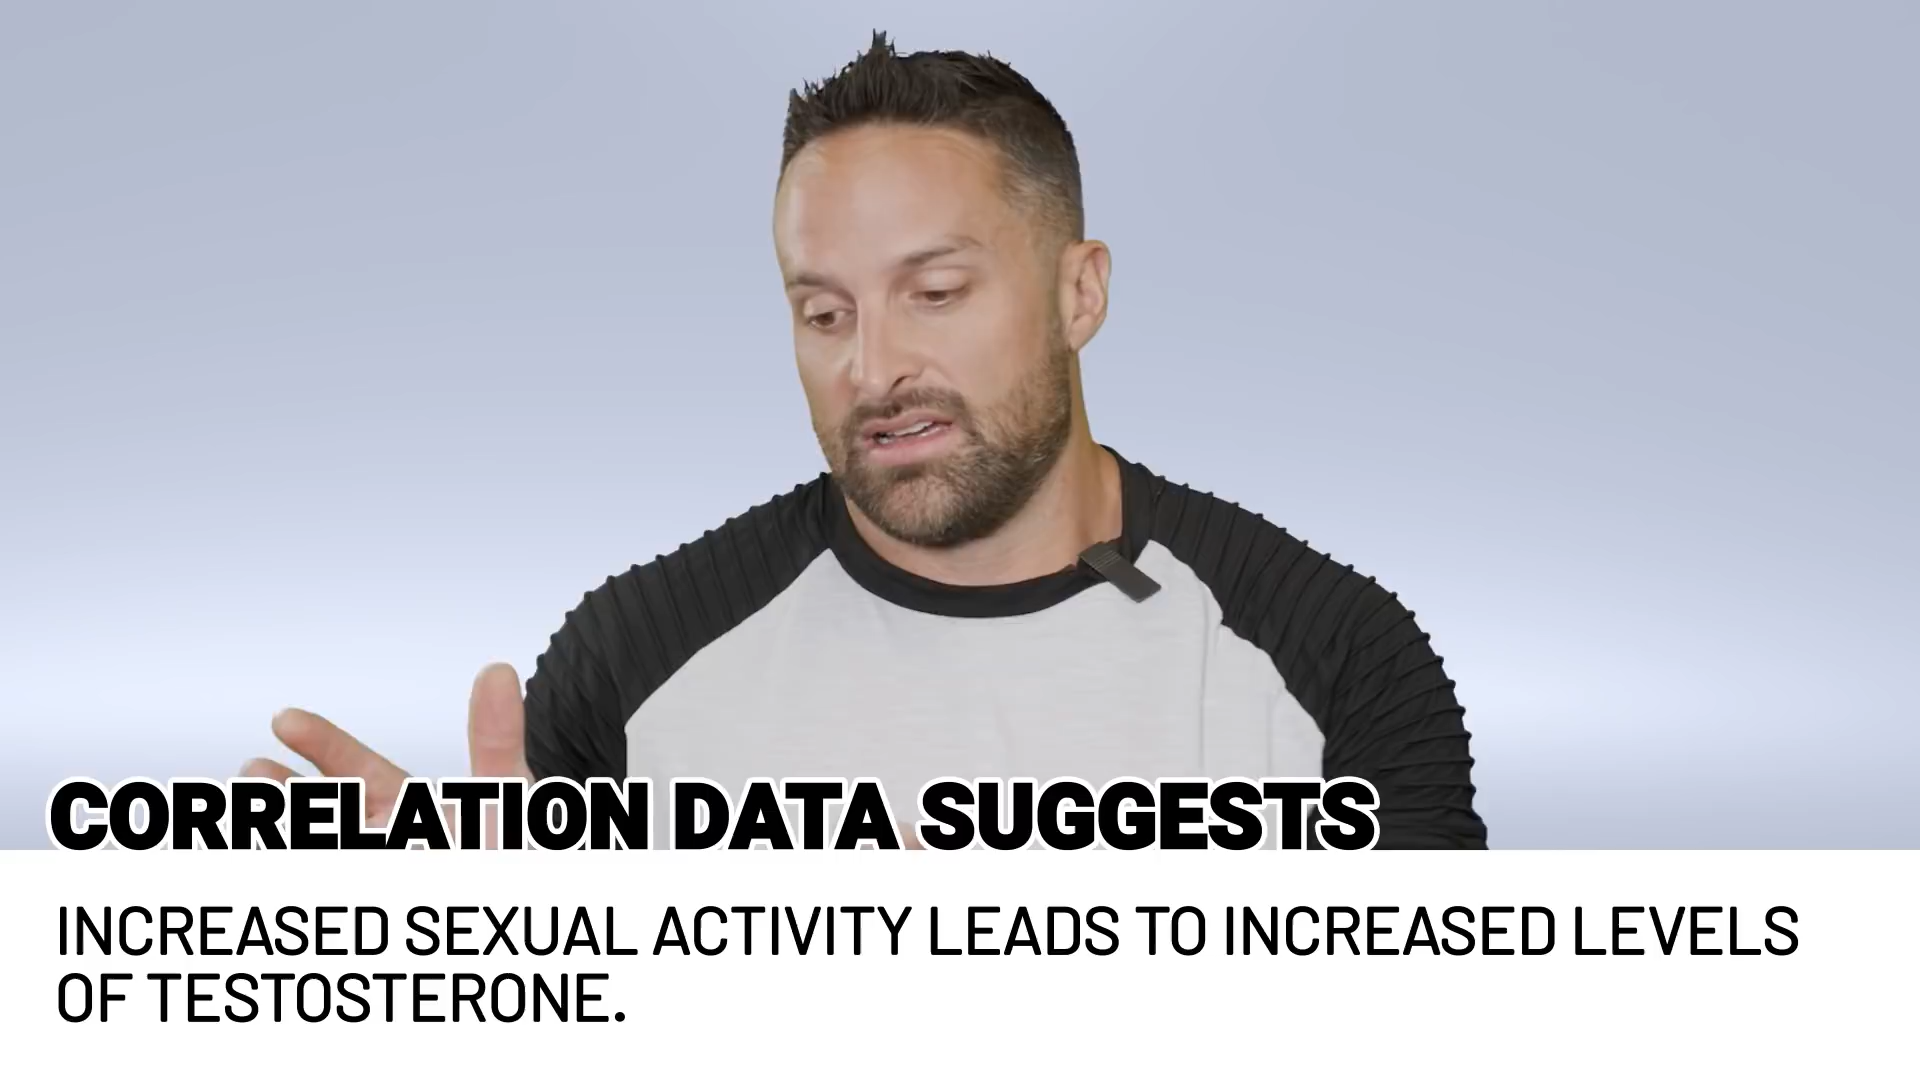 CORRELATION DATA SUGGESTS
INCREASED SEXUAL ACTIVITY LEADS TO INCREASED LEVELS
OF TESTOSTERONE.